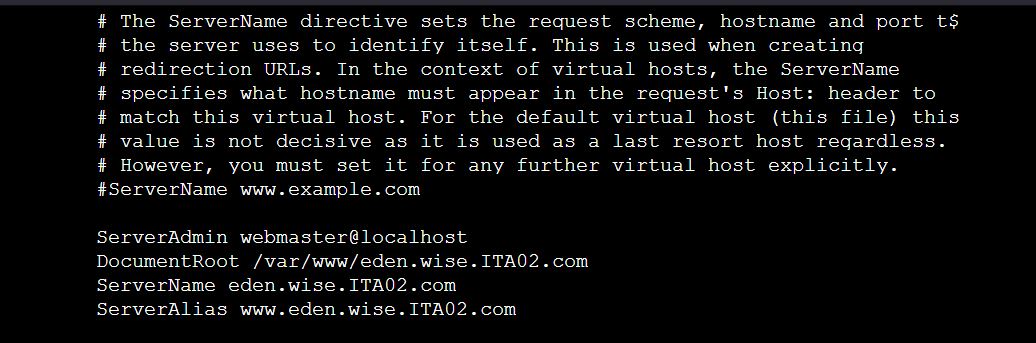 # The ServerName directive sets the request scheme, hostname and port t$
# the server uses to identify itself. This is used when creating
# redirection URLs. In the context of virtual hosts, the ServerName
# specifies what hostname must appear in the request's Host: header to
# match this virtual host. For the default virtual host (this file) this
# value is not decisive as it is used as a last resort host regardless.
# However, you must set it for any further virtual host explicitly.
#ServerName www.example.com
ServerAdmin webmaster@localhost
DocumentRoot /var/www/eden.wise.ITA02.com
ServerName eden.wise.ITA02.com
ServerAlias www.eden.wise.ITA02.com